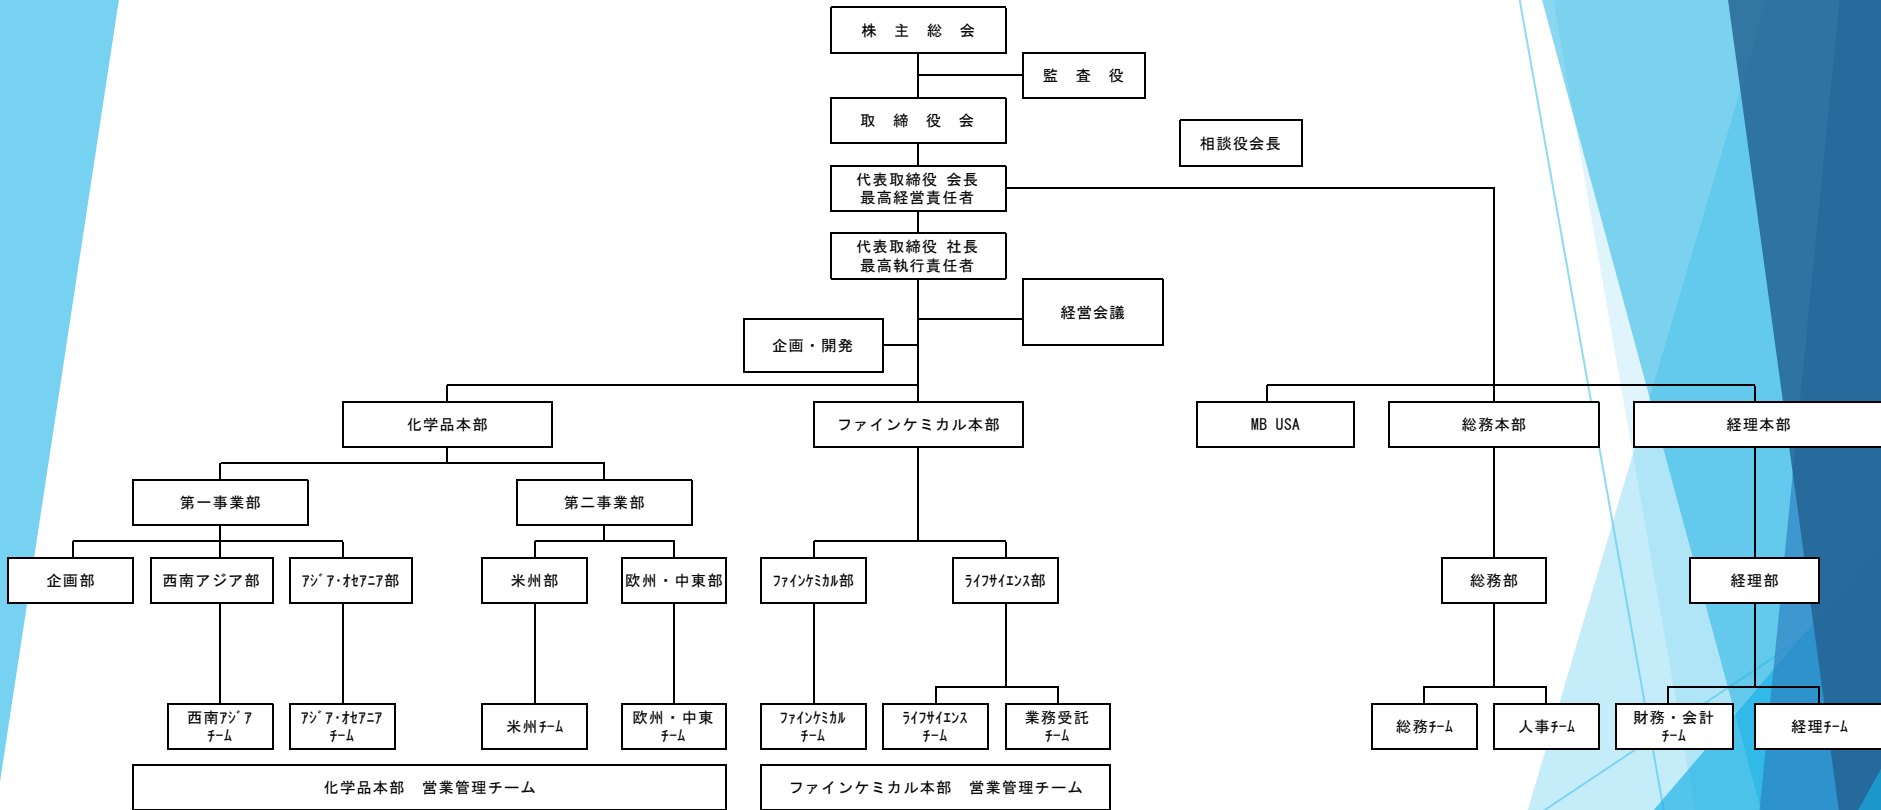 株　主　総　会
監　査　役
取　締　役　会
相談役会長
代表取締役 会長
最高経営責任者
代表取締役 社長
最高執行責任者
経営会議
企画・開発
化学品本部
ファインケミカル本部
MB USA
総務本部
経理本部
第一事業部
第二事業部
企画部
西南アジア部
ｱｼﾞｱ・ｵｾｱﾆｱ部
米州部
欧州・中東部
ﾌｧｲﾝｹﾐｶﾙ部
ﾗｲﾌｻｲｴﾝｽ部
総務部
経理部
西南ｱｼﾞｱ
ﾁｰﾑ
ｱｼﾞｱ・ｵｾｱﾆｱ
ﾁｰﾑ
米州ﾁｰﾑ
欧州・中東
ﾁｰﾑ
ﾌｧｲﾝｹﾐｶﾙ
ﾁｰﾑ
ﾗｲﾌｻｲｴﾝｽ
ﾁｰﾑ
業務受託
ﾁｰﾑ
総務ﾁｰﾑ
人事ﾁｰﾑ
財務・会計
ﾁｰﾑ
経理ﾁｰﾑ
化学品本部　営業管理チーム
ファインケミカル本部　営業管理チーム